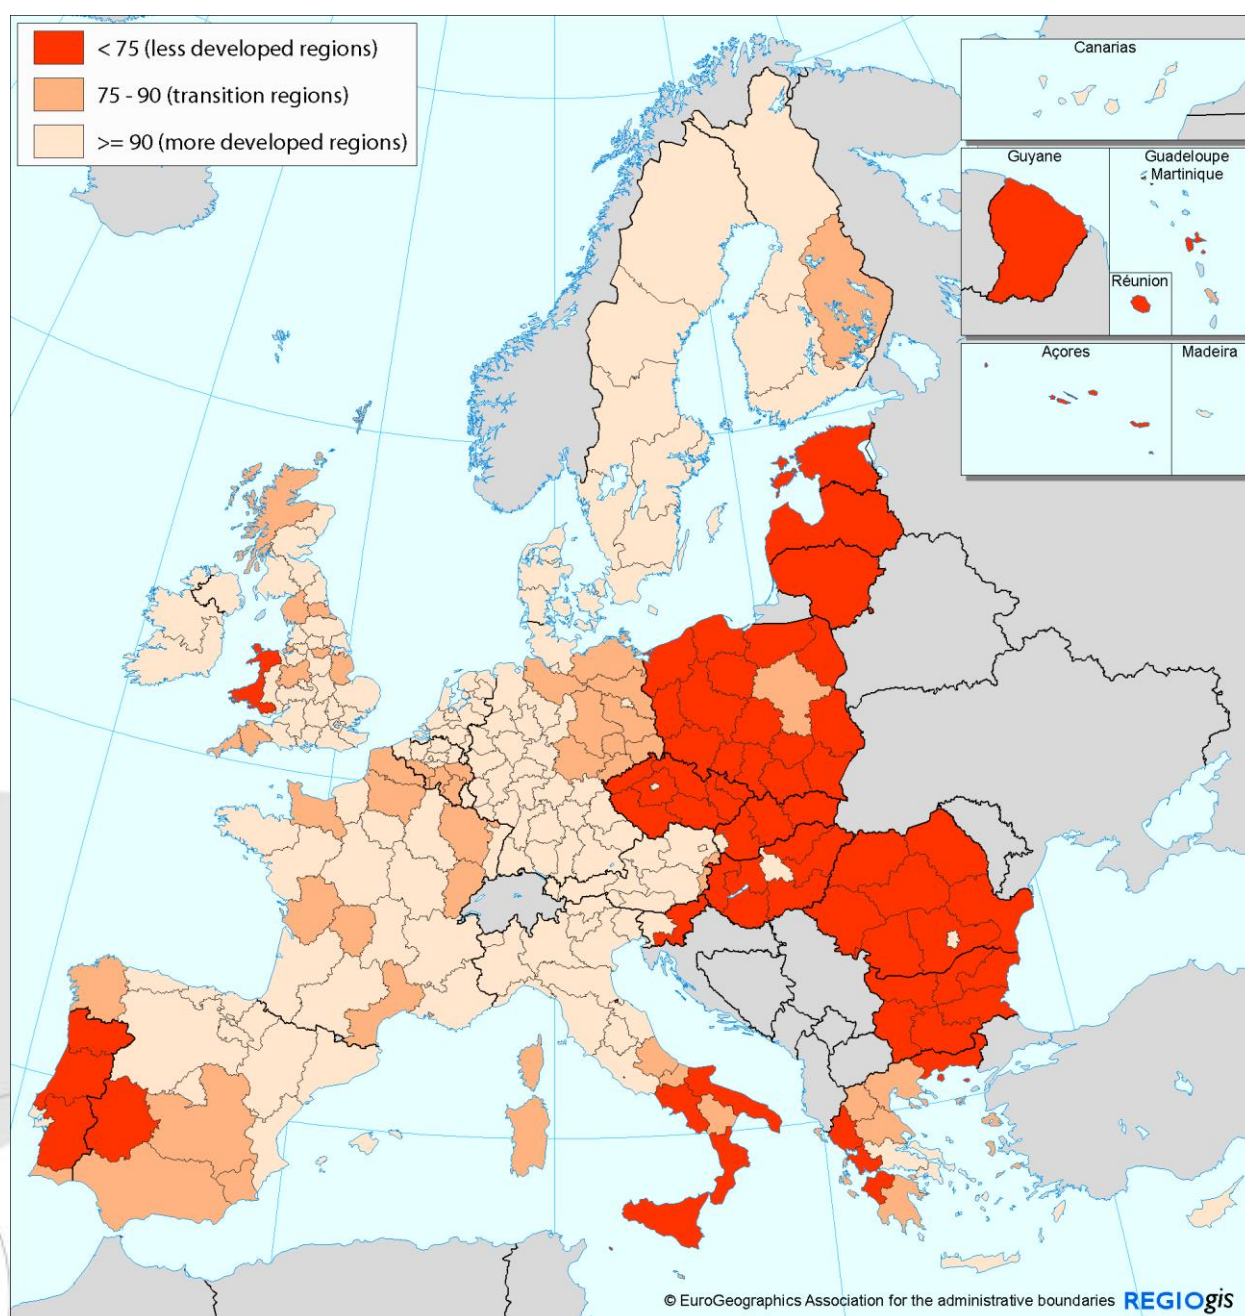 < 75 (less developed regions)
75 - 90 (transition regions)
>= 90 (more developed regions)
Canarias
Guyane
Guadeloupe
Martinique
Réunion
Açores
Madeira
© EuroGeographics Association for the administrative boundaries REGIOgis